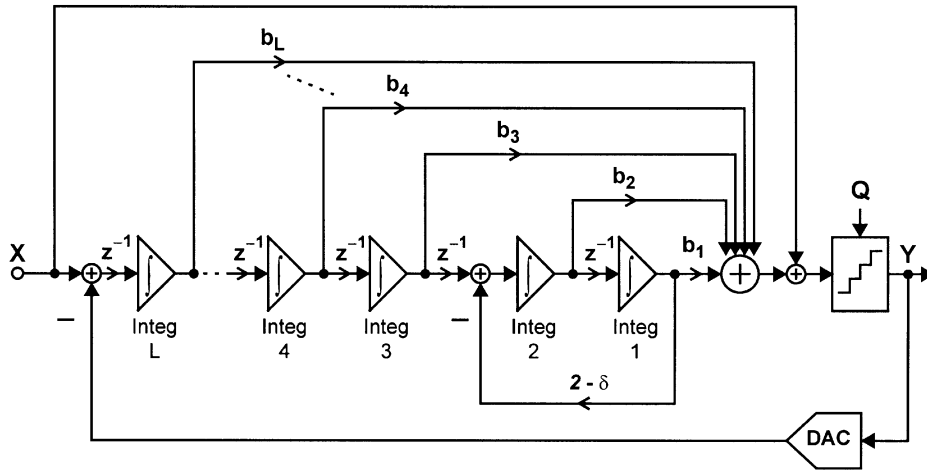 b_L
b_4
b_3
b_2
Q
X
z^{-1}
z^{-1}
z^{-1}
z^{-1}
z^{-1}
b_1
Y
∫
∫
∫
∫
∫
+
+
+
+
−
−
Integ L
Integ 4
Integ 3
Integ 2
Integ 1
2 - δ
DAC